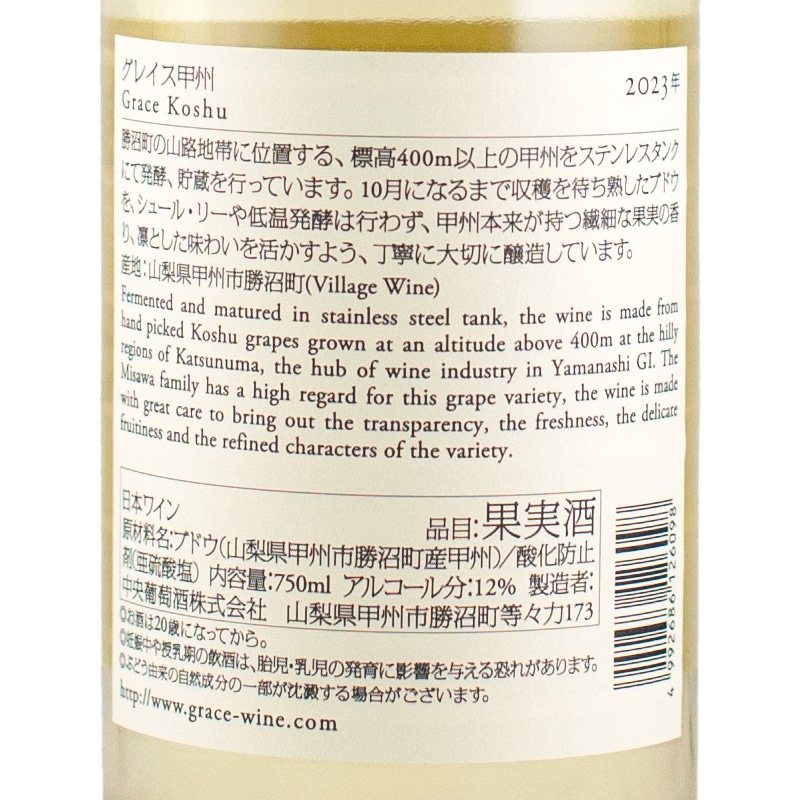 グレイス甲州 2023年
Grace Koshu
勝沼町の山路地帯に位置する、標高400m以上の甲州をステンレスタンク
にて発酵、貯蔵を行っています。10月になるまで収穫を待ち熟したブドウ
を、シュール・リーや低温発酵は行わず、甲州本来が持つ繊細な果実の香
り、凛とした味わいを活かすよう、丁寧に大切に醸造しています。
産地：山梨県甲州市勝沼町(Village Wine)
Fermented and matured in stainless steel tank, the wine is made from
hand picked Koshu grapes grown at an altitude above 400m at the hilly
regions of Katsunuma, the hub of wine industry in Yamanashi GI. The
Misawa family has a high regard for this grape variety, the wine is made
with great care to bring out the transparency, the freshness, the delicate
fruitiness and the refined characters of the variety.
日本ワイン
品目：果実酒
原材料名：ブドウ(山梨県甲州市勝沼町産甲州)／酸化防止
剤(亜硫酸塩) 内容量：750ml アルコール分：12% 製造者：
中央葡萄酒株式会社 山梨県甲州市勝沼町等々力173
◎お酒は20歳になってから。
◎妊娠中や授乳期の飲酒は、胎児・乳児の発育に影響を与える恐れがあります。
◎ぶどう由来の自然成分の一部が沈澱する場合がございます。
http://www.grace-wine.com
4 992686 126098